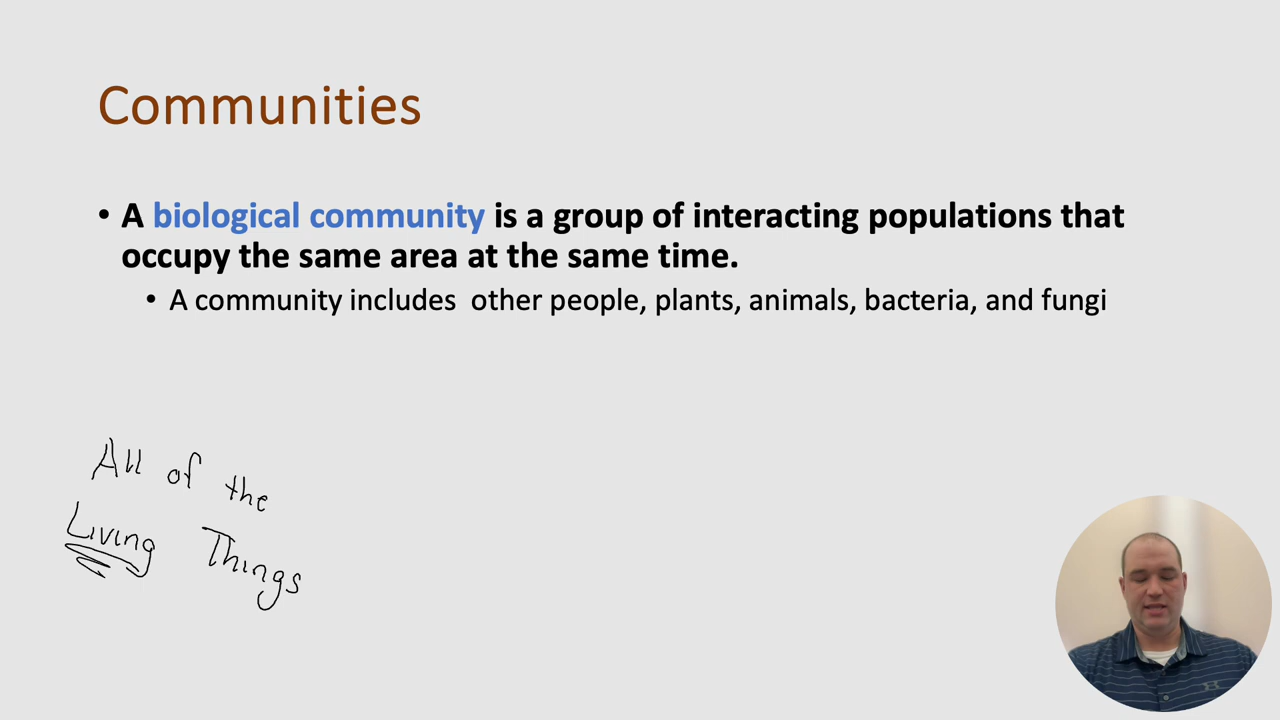 Communities
• A biological community is a group of interacting populations that
occupy the same area at the same time.
• A community includes  other people, plants, animals, bacteria, and fungi
All of the
Living Things